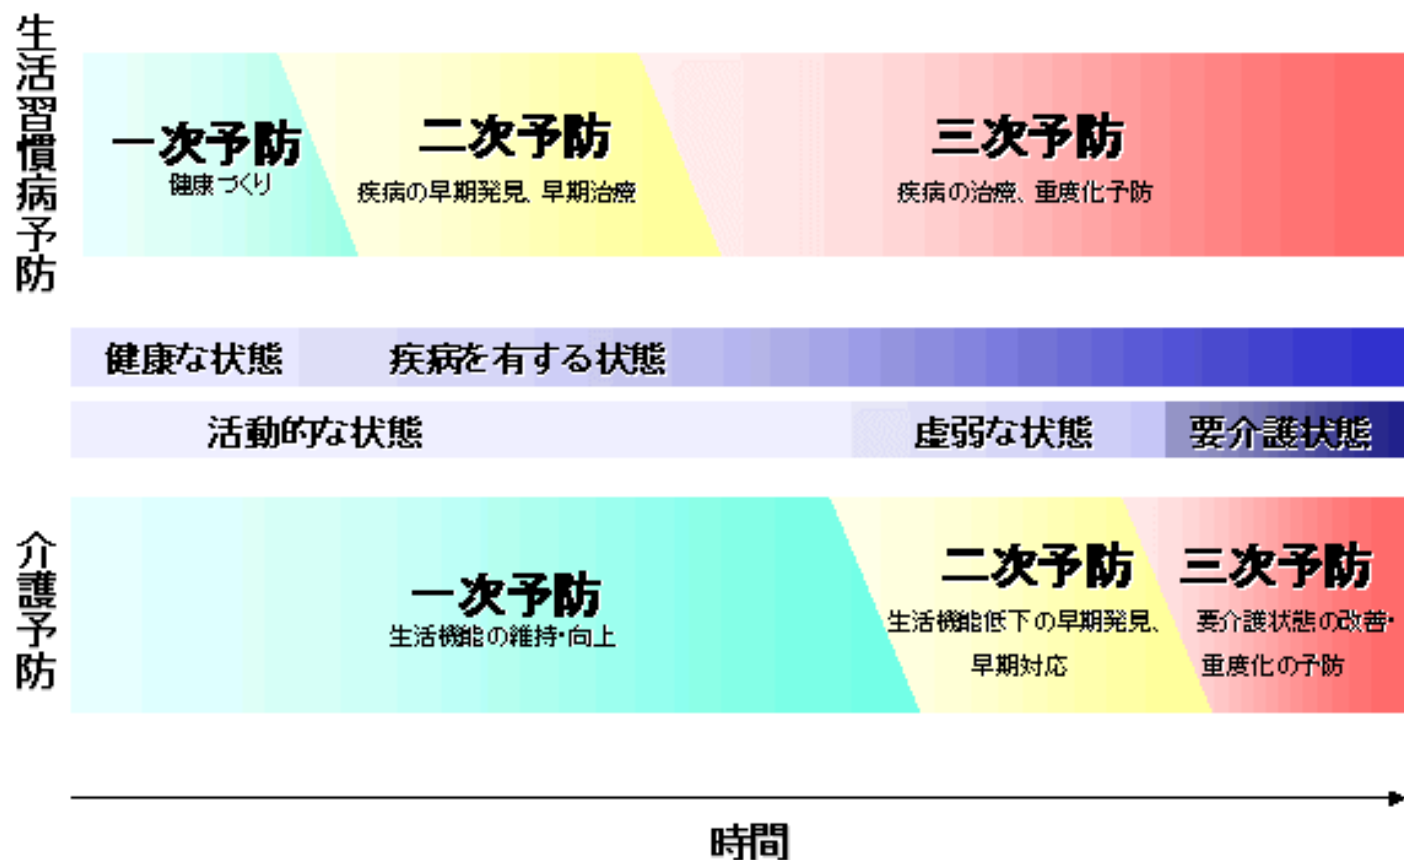 生活習慣病予防
一次予防
健康づくり
二次予防
疾病の早期発見、早期治療
三次予防
疾病の治療、重度化予防
健康な状態
疾病を有する状態
活動的な状態
虚弱な状態
要介護状態
介護予防
一次予防
生活機能の維持・向上
二次予防
生活機能低下の早期発見、
早期対応
三次予防
要介護状態の改善・
重度化の予防
時間